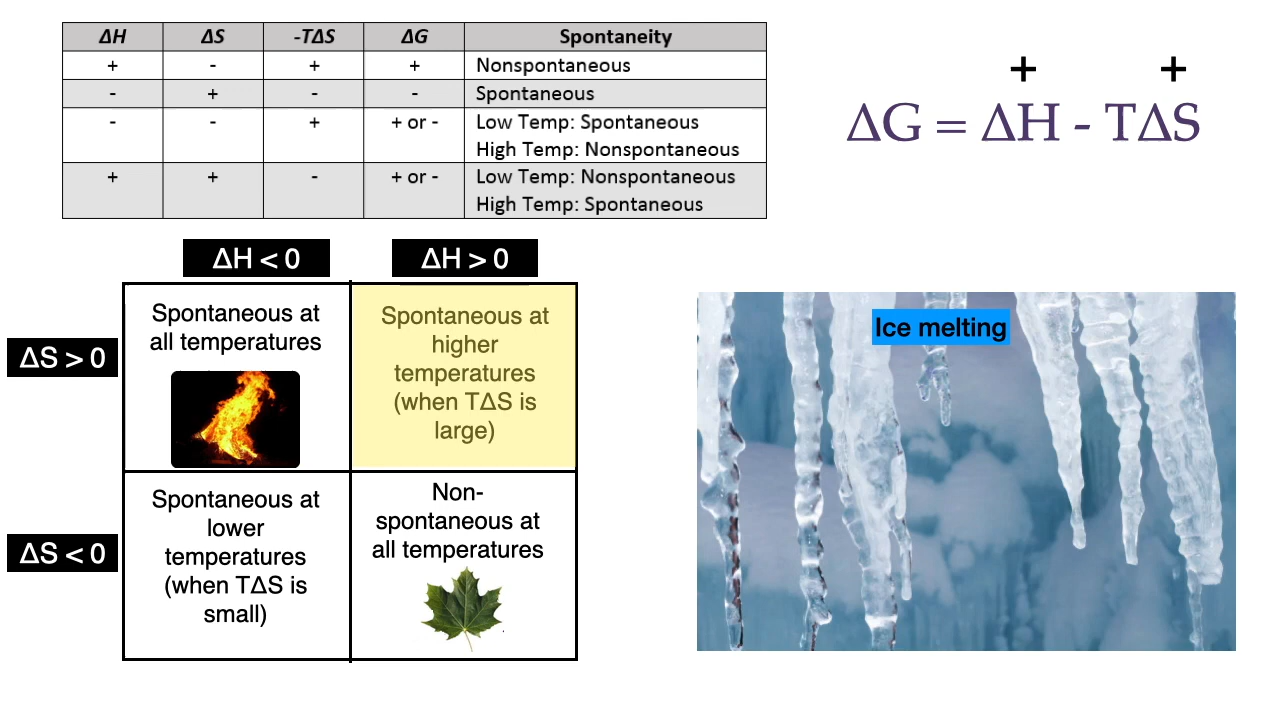 ΔH ΔS -TΔS ΔG Spontaneity
+ - + + Nonspontaneous
- + - - Spontaneous
- - + + or - Low Temp: Spontaneous
High Temp: Nonspontaneous
+ + - + or - Low Temp: Nonspontaneous
High Temp: Spontaneous
+ +
ΔG = ΔH - TΔS
ΔH < 0 ΔH > 0
ΔS > 0
Spontaneous at
all temperatures
Spontaneous at
higher
temperatures
(when TΔS is
large)
ΔS < 0
Spontaneous at
lower
temperatures
(when TΔS is
small)
Non-
spontaneous at
all temperatures
Ice melting